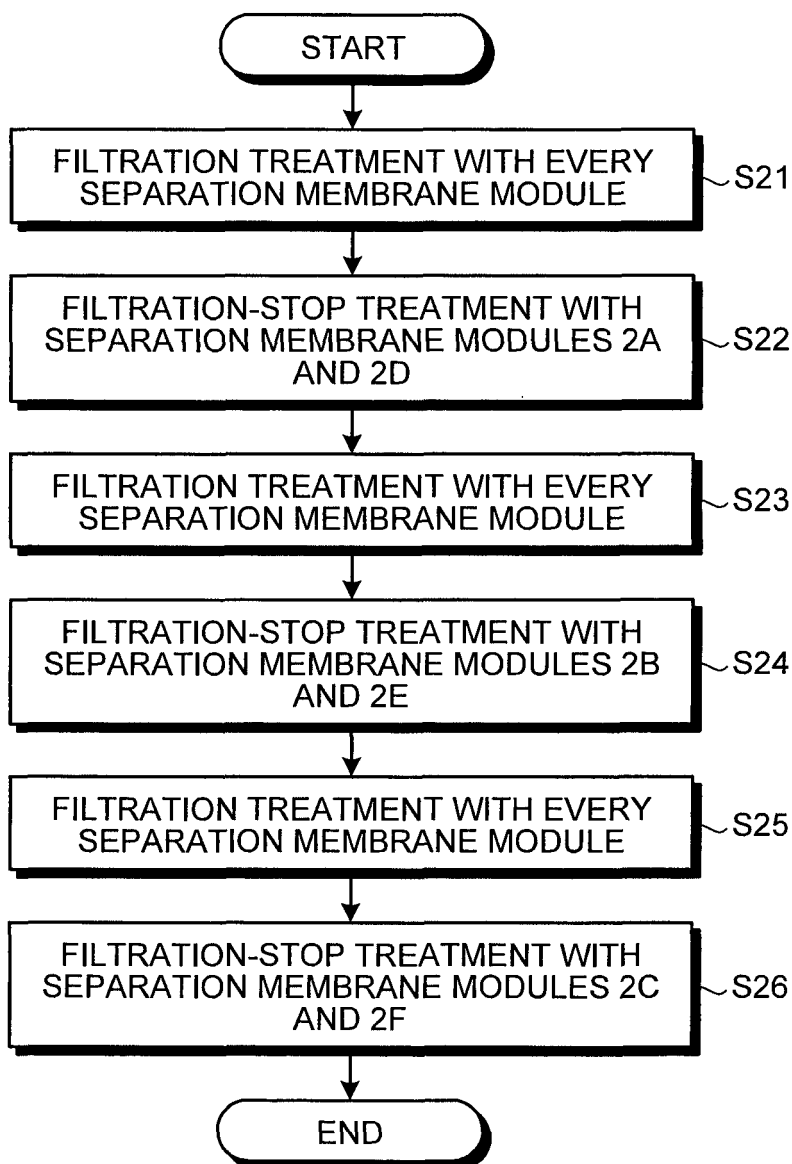 START
FILTRATION TREATMENT WITH EVERY
SEPARATION MEMBRANE MODULE
S21
FILTRATION-STOP TREATMENT WITH
SEPARATION MEMBRANE MODULES 2A
AND 2D
S22
FILTRATION TREATMENT WITH EVERY
SEPARATION MEMBRANE MODULE
S23
FILTRATION-STOP TREATMENT WITH
SEPARATION MEMBRANE MODULES 2B
AND 2E
S24
FILTRATION TREATMENT WITH EVERY
SEPARATION MEMBRANE MODULE
S25
FILTRATION-STOP TREATMENT WITH
SEPARATION MEMBRANE MODULES 2C
AND 2F
S26
END